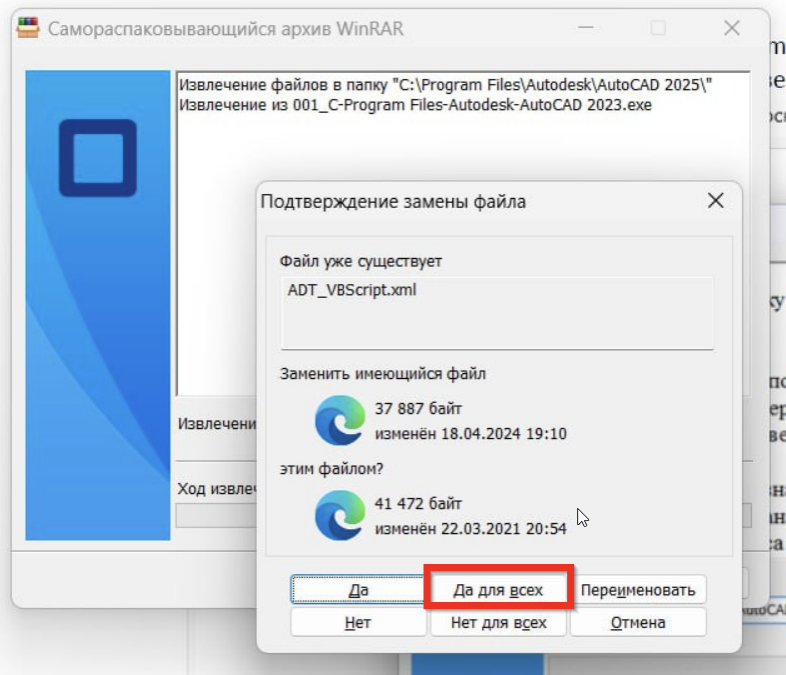 Самораспаковывающийся архив WinRAR
Извлечение файлов в папку "C:\Program Files\Autodesk\AutoCAD 2025\"
Извлечение из 001_C-Program Files-Autodesk-AutoCAD 2023.exe
Подтверждение замены файла
Файл уже существует
ADT_VBScript.xml
Заменить имеющийся файл
37 887 байт
изменён 18.04.2024 19:10
этим файлом?
41 472 байт
изменён 22.03.2021 20:54
Да
Да для всех
Переименовать
Нет
Нет для всех
Отмена
Извлечени
Ход извлеч